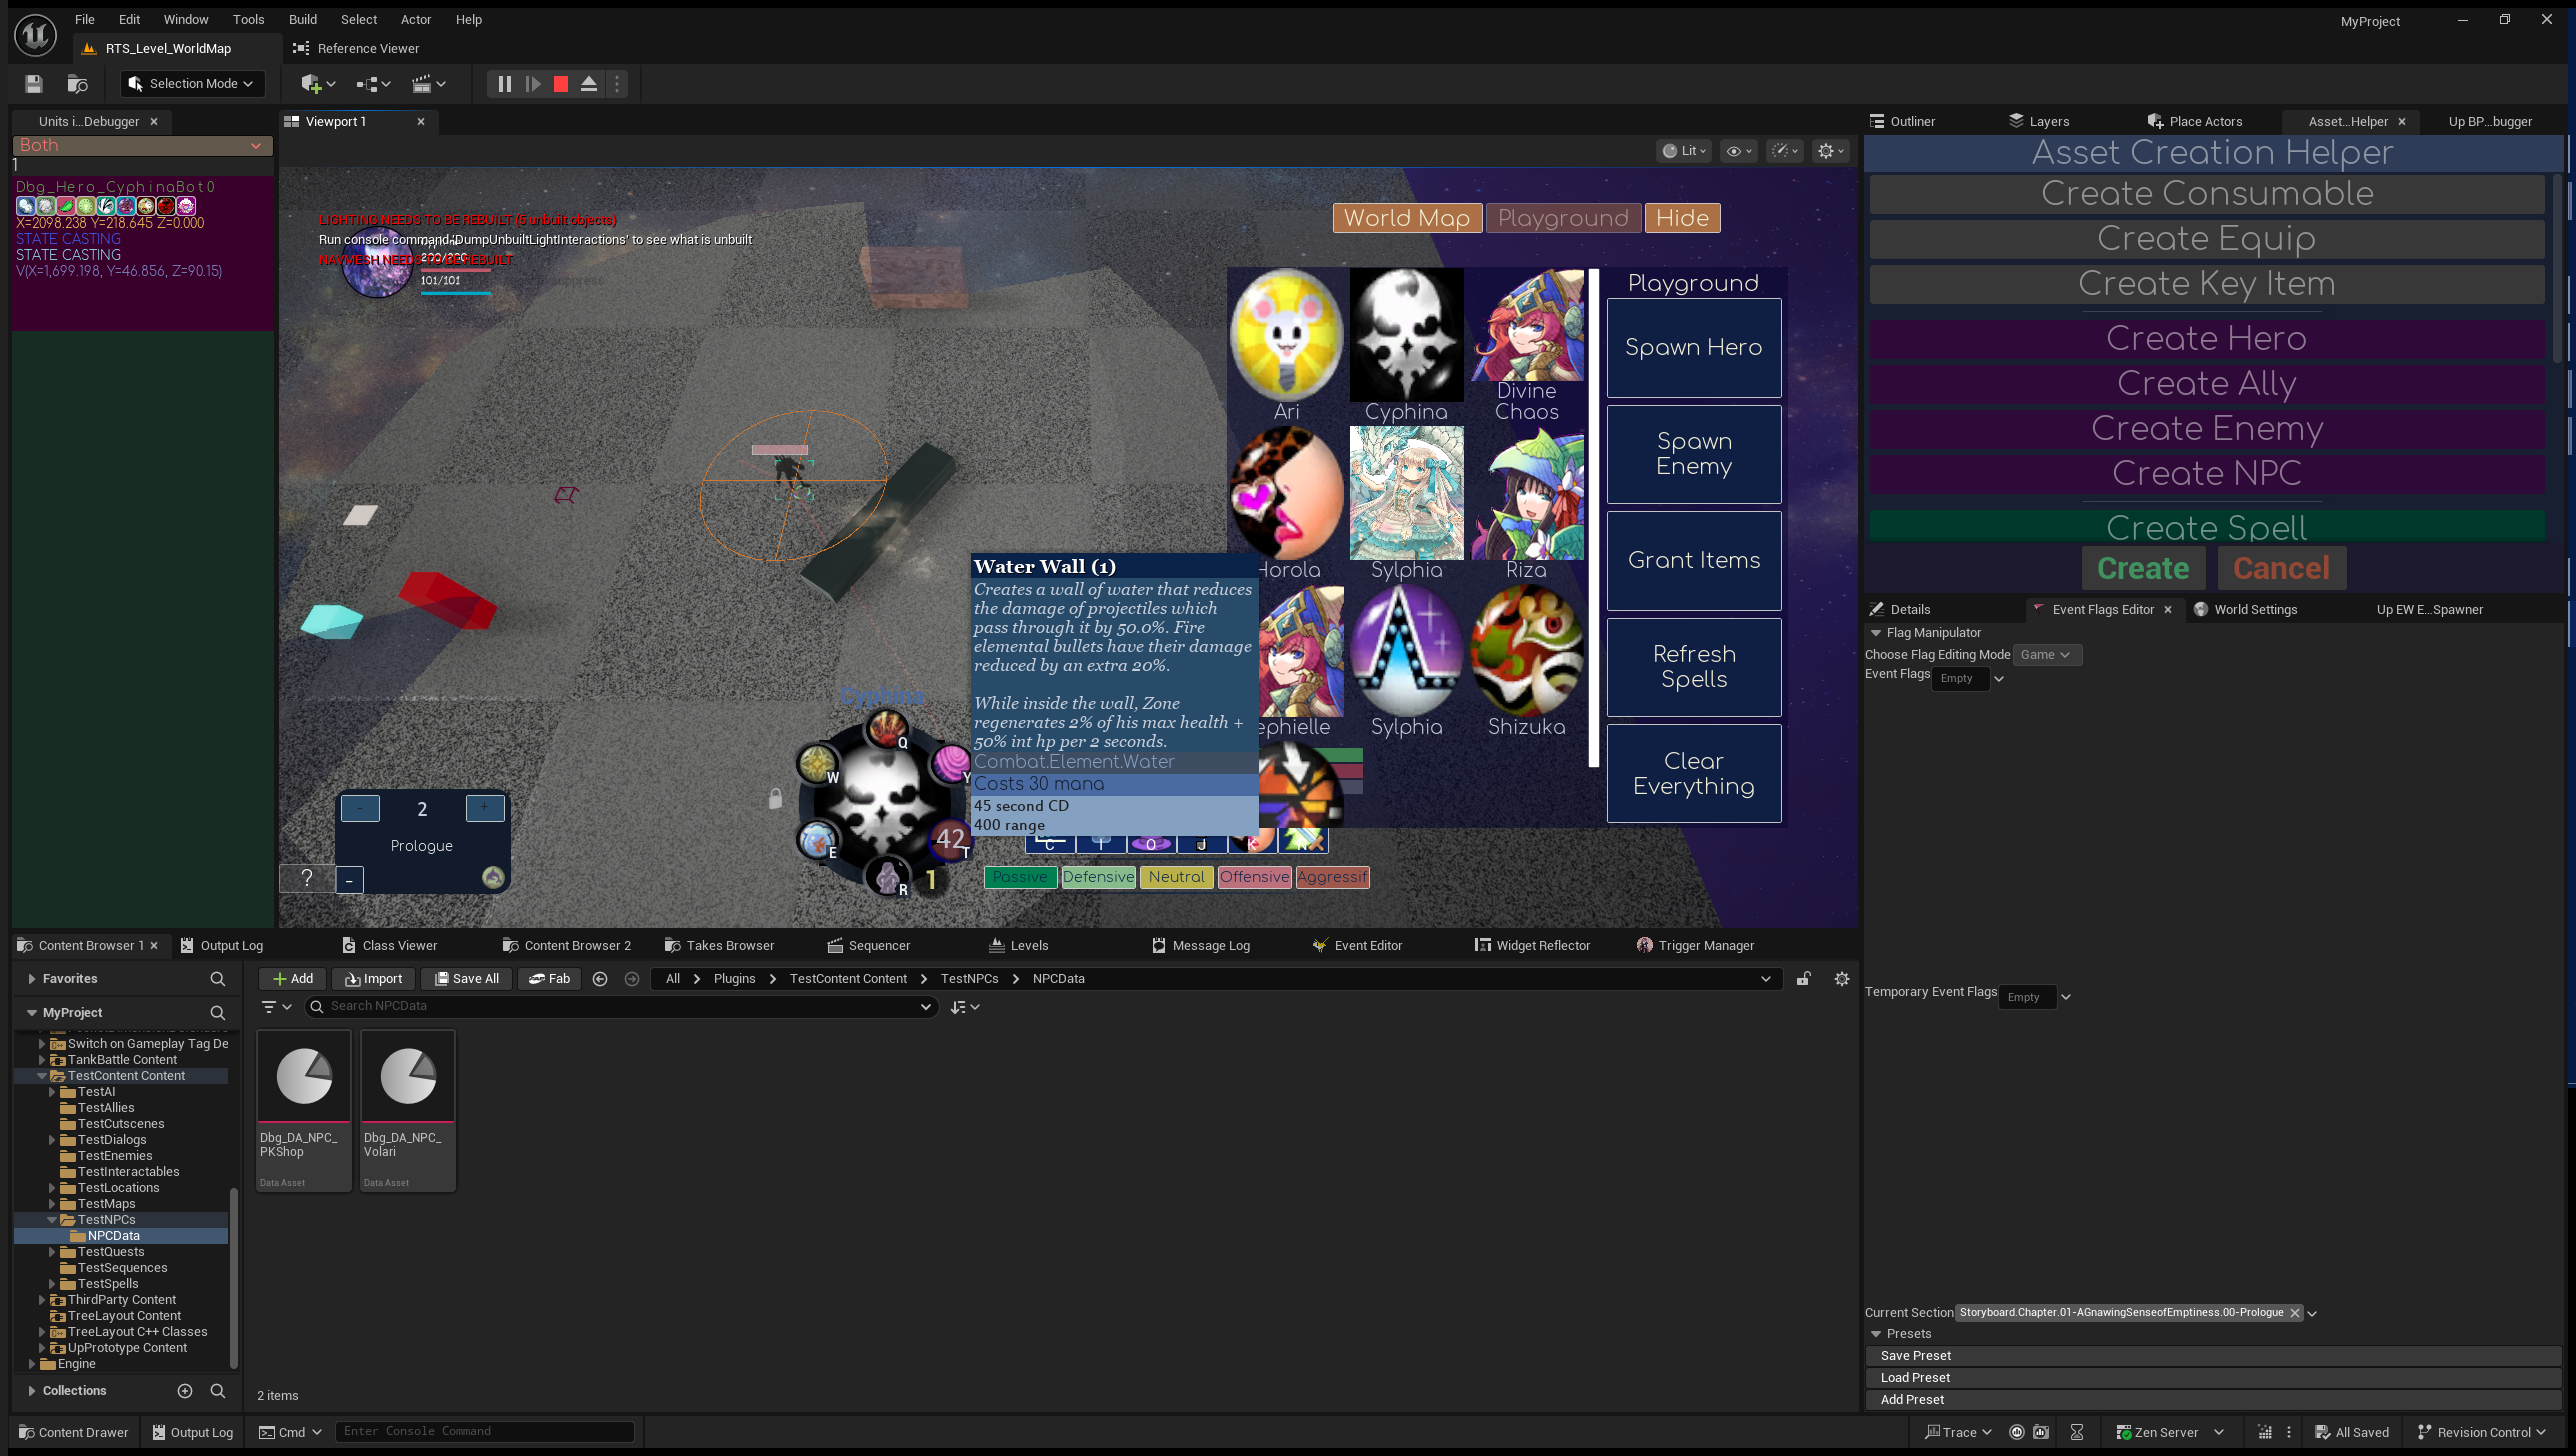 File Edit Window Tools Build Select Actor Help
MyProject
RTS_Level_WorldMap
Reference Viewer
Selection Mode
Units i...Debugger
Viewport 1
Outliner
Layers
Place Actors
Asset...Helper
Up BP...bugger
Both
1
Dbg_Hero_CyphinaBot0
X=2098.238 Y=218.645 Z=0.000
STATE CASTING
STATE CASTING
V(X=1,699.198, Y=46.856, Z=90.15)
Lit
LIGHTING NEEDS TO BE REBUILT (5 unbuilt objects)
Run console command 'DumpUnbuiltLightInteractions' to see what is unbuilt
NAVMESH NEEDS TO BE REBUILT
101/101
World Map
Playground
Hide
Playground
Spawn Hero
Spawn Enemy
Grant Items
Refresh Spells
Clear Everything
Ari
Cyphina
Divine Chaos
Horola
Sylphia
Riza
ephielle
Sylphia
Shizuka
Water Wall (1)
Creates a wall of water that reduces
the damage of projectiles which
pass through it by 50.0%. Fire
elemental bullets have their damage
reduced by an extra 20%.
While inside the wall, Zone
regenerates 2% of his max health +
50% int hp per 2 seconds.
Combat.Element.Water
Costs 30 mana
45 second CD
400 range
Cyphina
Q
W
Y
E
42
T
R
1
C
I
O
J
K
N
Passive
Defensive
Neutral
Offensive
Aggressif
-
2
+
Prologue
?
-
Asset Creation Helper
Create Consumable
Create Equip
Create Key Item
Create Hero
Create Ally
Create Enemy
Create NPC
Create Spell
Create
Cancel
Details
Event Flags Editor
World Settings
Up EW E...Spawner
Flag Manipulator
Choose Flag Editing Mode
Game
Event Flags
Empty
Temporary Event Flags
Empty
Current Section
Storyboard.Chapter.01-AGnawingSenseofEmptiness.00-Prologue
Presets
Save Preset
Load Preset
Add Preset
Content Browser 1
Output Log
Class Viewer
Content Browser 2
Takes Browser
Sequencer
Levels
Message Log
Event Editor
Widget Reflector
Trigger Manager
Favorites
Add
Import
Save All
Fab
All
Plugins
TestContent Content
TestNPCs
NPCData
MyProject
Search NPCData
Switch on Gameplay Tag De
TankBattle Content
TestContent Content
TestAI
TestAllies
TestCutscenes
TestDialogs
TestEnemies
TestInteractables
TestLocations
TestMaps
TestNPCs
NPCData
TestQuests
TestSequences
TestSpells
ThirdParty Content
TreeLayout Content
TreeLayout C++ Classes
UpPrototype Content
Engine
Collections
Dbg_DA_NPC_
PKShop
Data Asset
Dbg_DA_NPC_
Volari
Data Asset
2 items
Content Drawer
Output Log
Cmd
Enter Console Command
Trace
Zen Server
All Saved
Revision Control